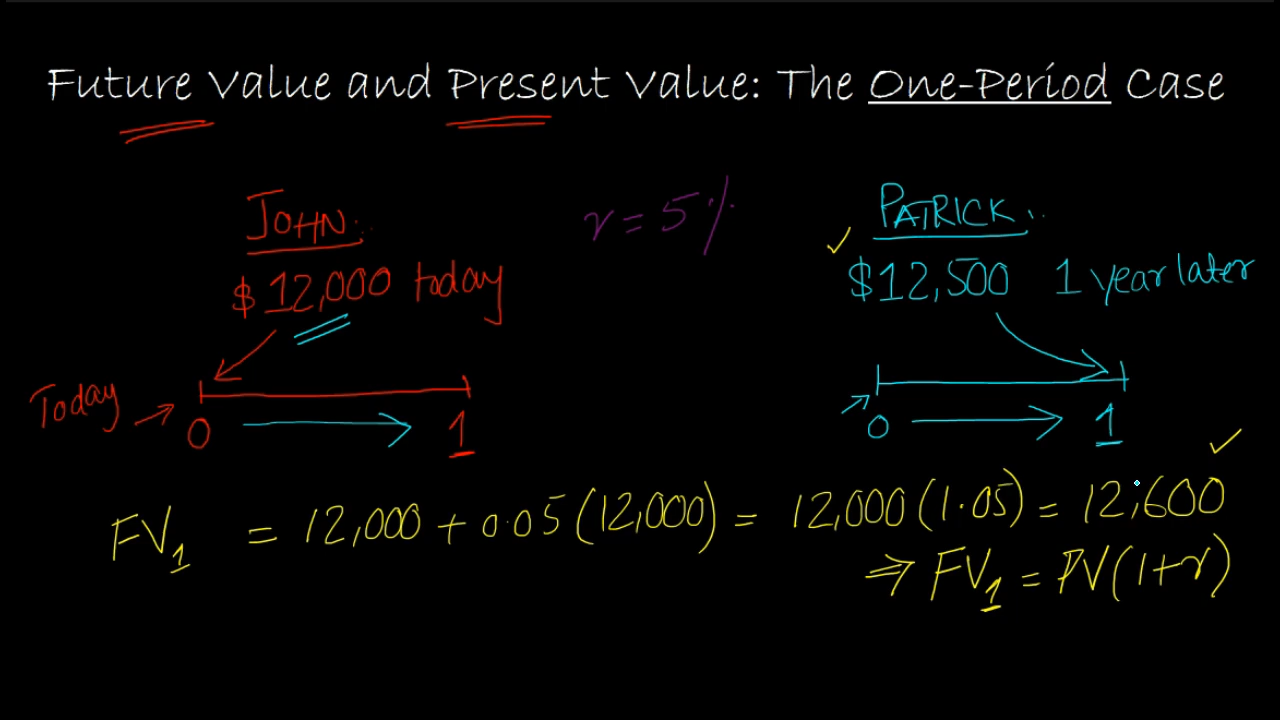 Future Value and Present Value: The One-Period Case
JOHN:
$12,000 today
r = 5%
PATRICK:
$12,500 1 year later
Today
0
1
0
1
FV₁ = 12,000 + 0.05 (12,000) = 12,000 (1.05) = 12,600
⇒ FV₁ = PV(1+r)